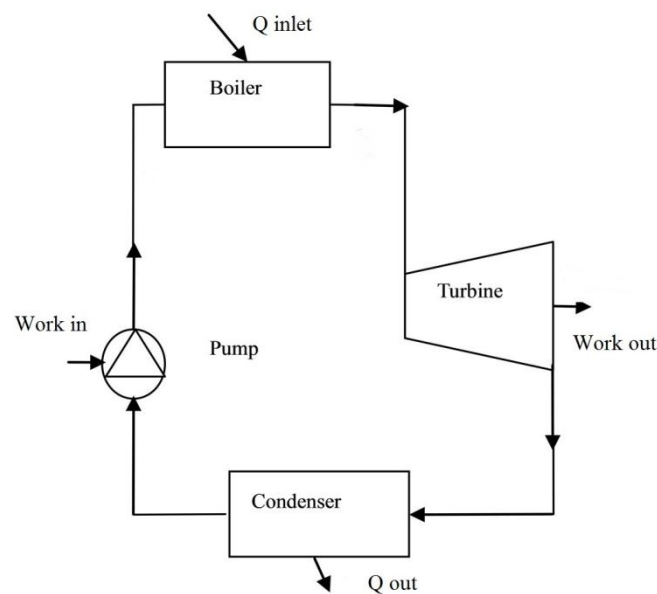 Q inlet
Boiler
Turbine
Work in
Pump
Work out
Condenser
Q out